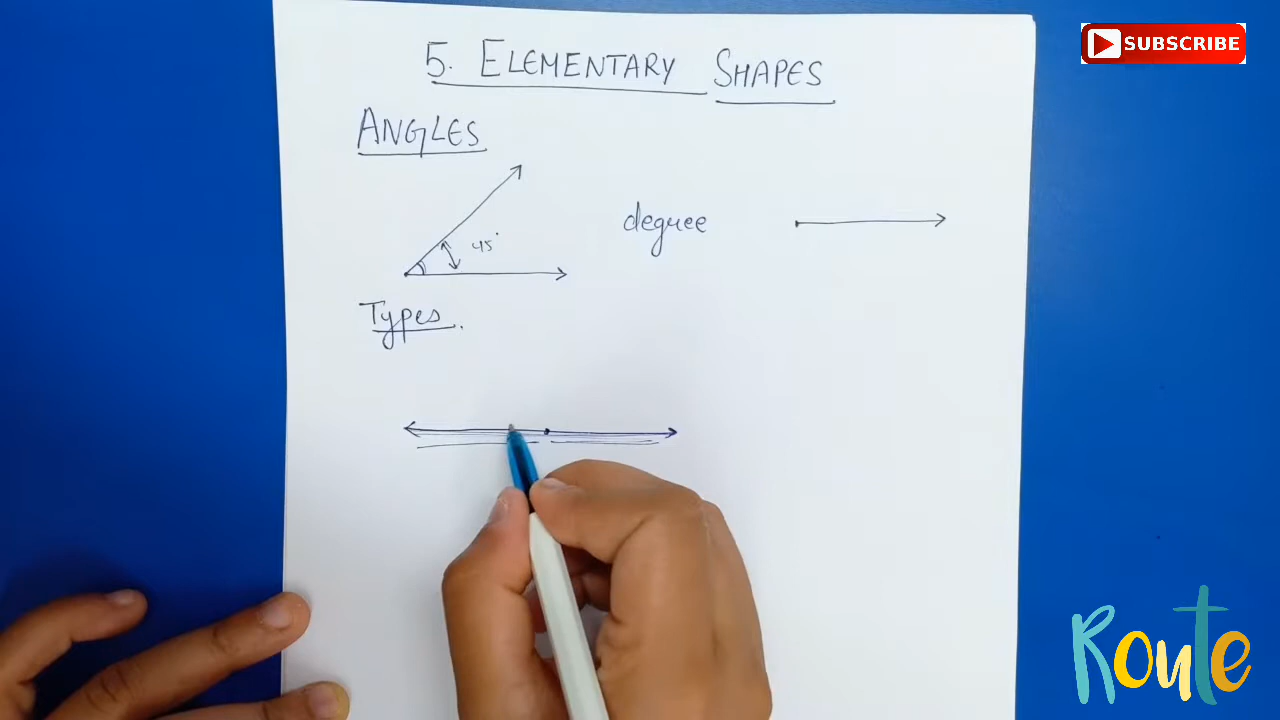 SUBSCRIBE
5. ELEMENTARY SHAPES
ANGLES
45°
degree
Types.
Route